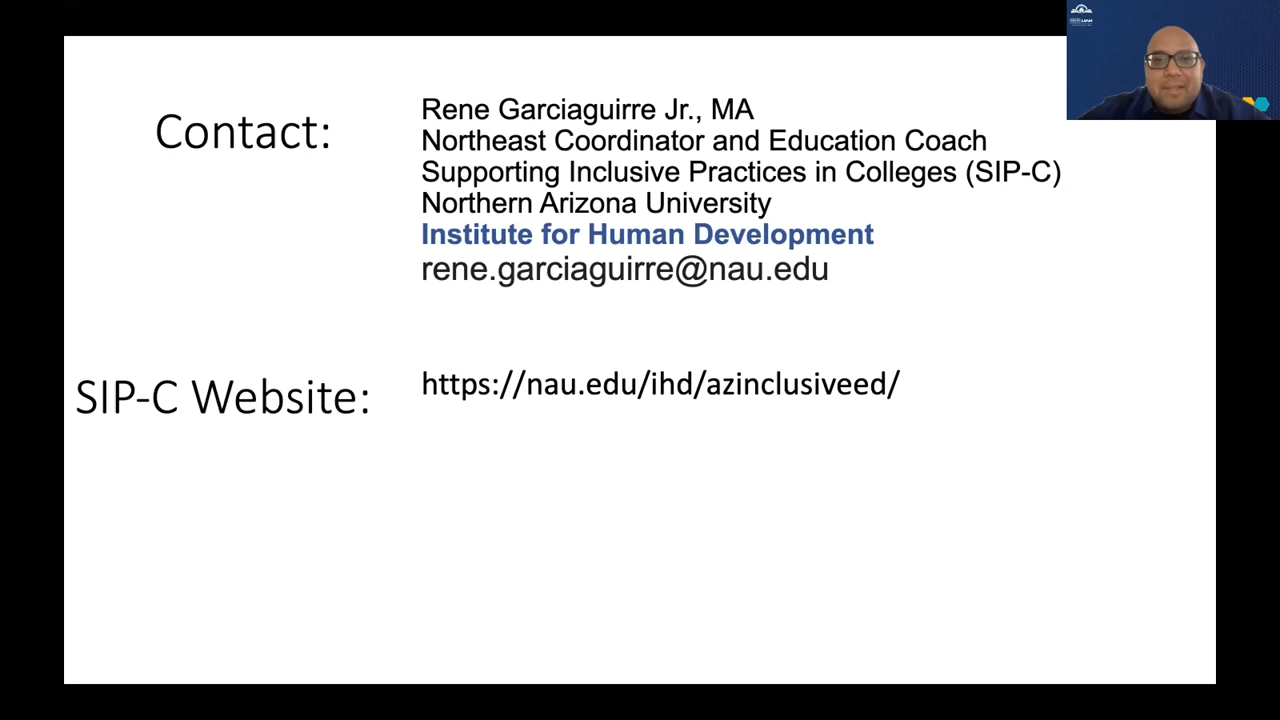 Contact:
Rene Garciaguirre Jr., MA
Northeast Coordinator and Education Coach
Supporting Inclusive Practices in Colleges (SIP-C)
Northern Arizona University
Institute for Human Development
rene.garciaguirre@nau.edu
SIP-C Website:
https://nau.edu/ihd/azinclusiveed/